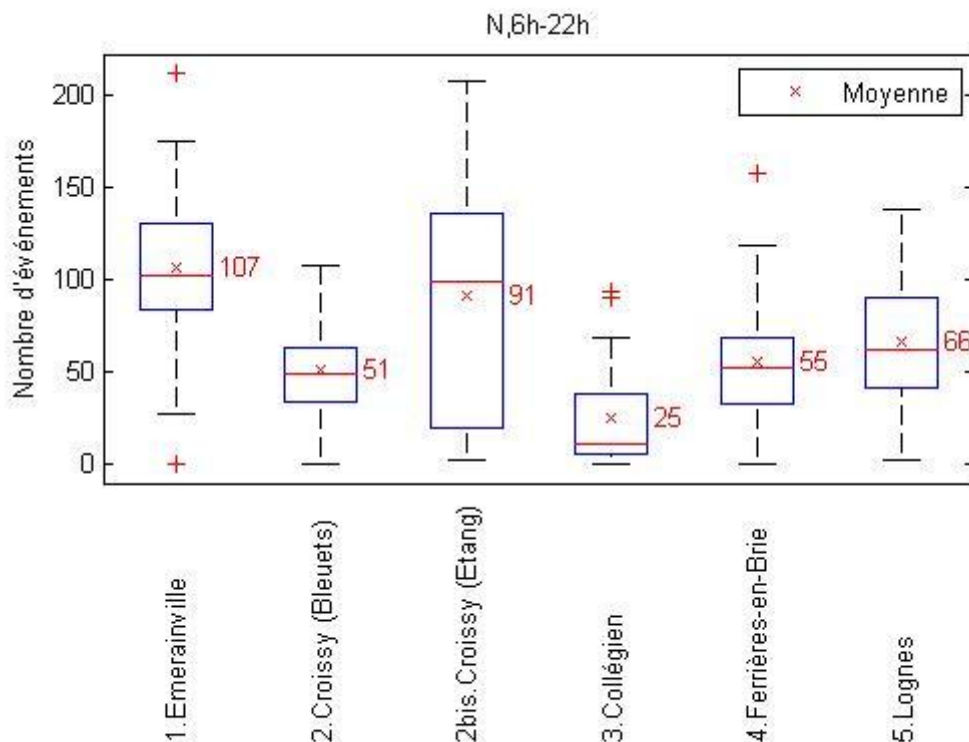 N,6h-22h
Nombre d'événements
200
150
100
50
0
Moyenne
107
51
91
25
55
66
1.Emerainville
2.Croissy (Bleuets)
2bis.Croissy (Etang)
3.Collégien
4.Ferrières-en-Brie
5.Lognes